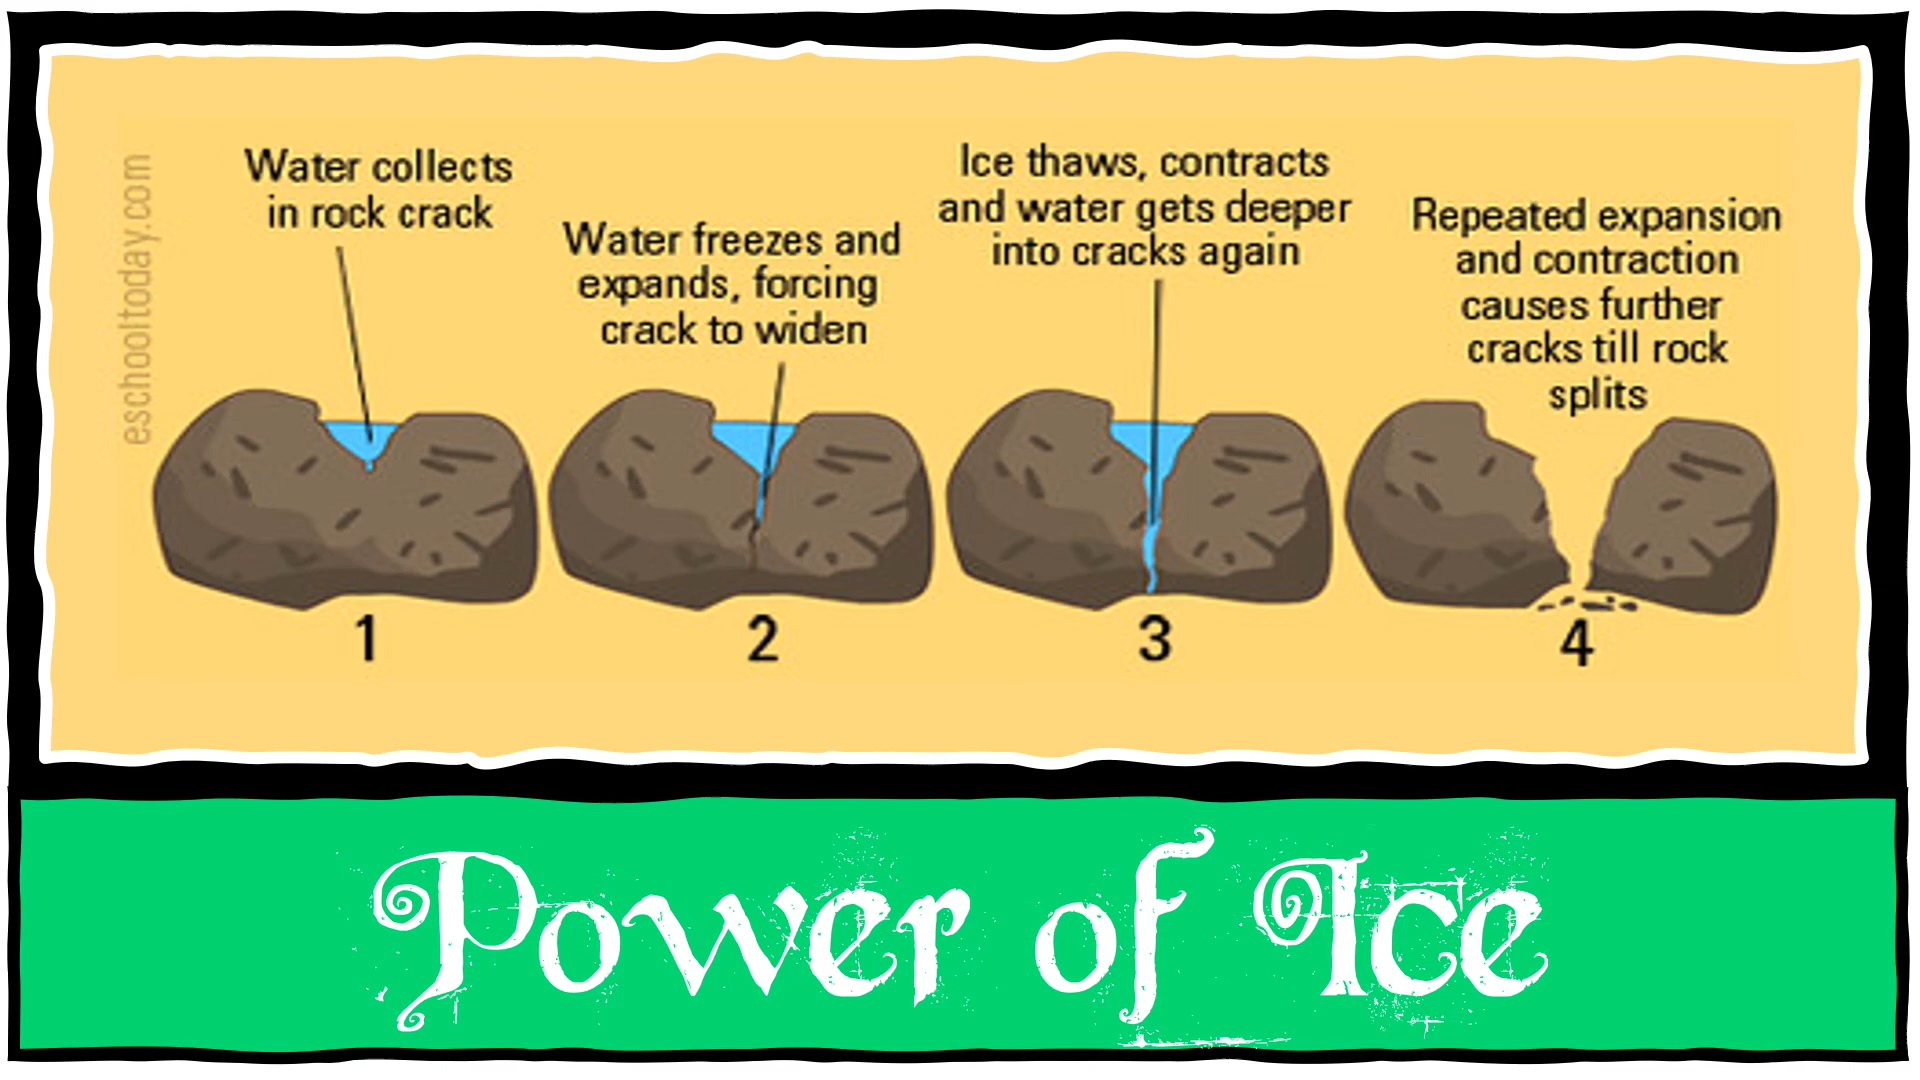 eschooltoday.com
Water collects
in rock crack
Water freezes and
expands, forcing
crack to widen
Ice thaws, contracts
and water gets deeper
into cracks again
Repeated expansion
and contraction
causes further
cracks till rock
splits
1
2
3
4
Power of Ice